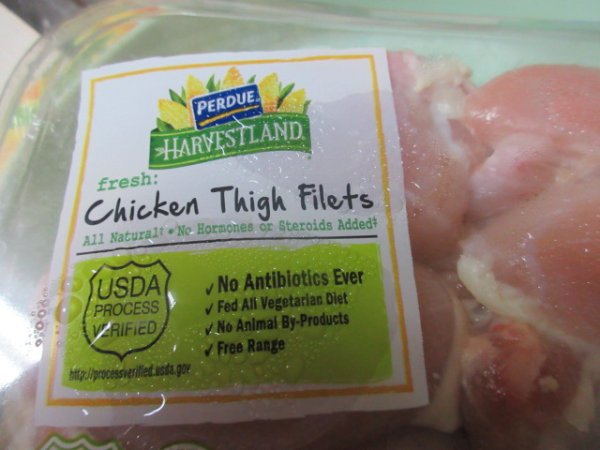 PERDUE
HARVESTLAND
fresh:
Chicken Thigh Filets
All Natural† • No Hormones or Steroids Added‡
USDA
PROCESS
VERIFIED
http://processverified.usda.gov
✓ No Antibiotics Ever
✓ Fed All Vegetarian Diet
✓ No Animal By-Products
✓ Free Range